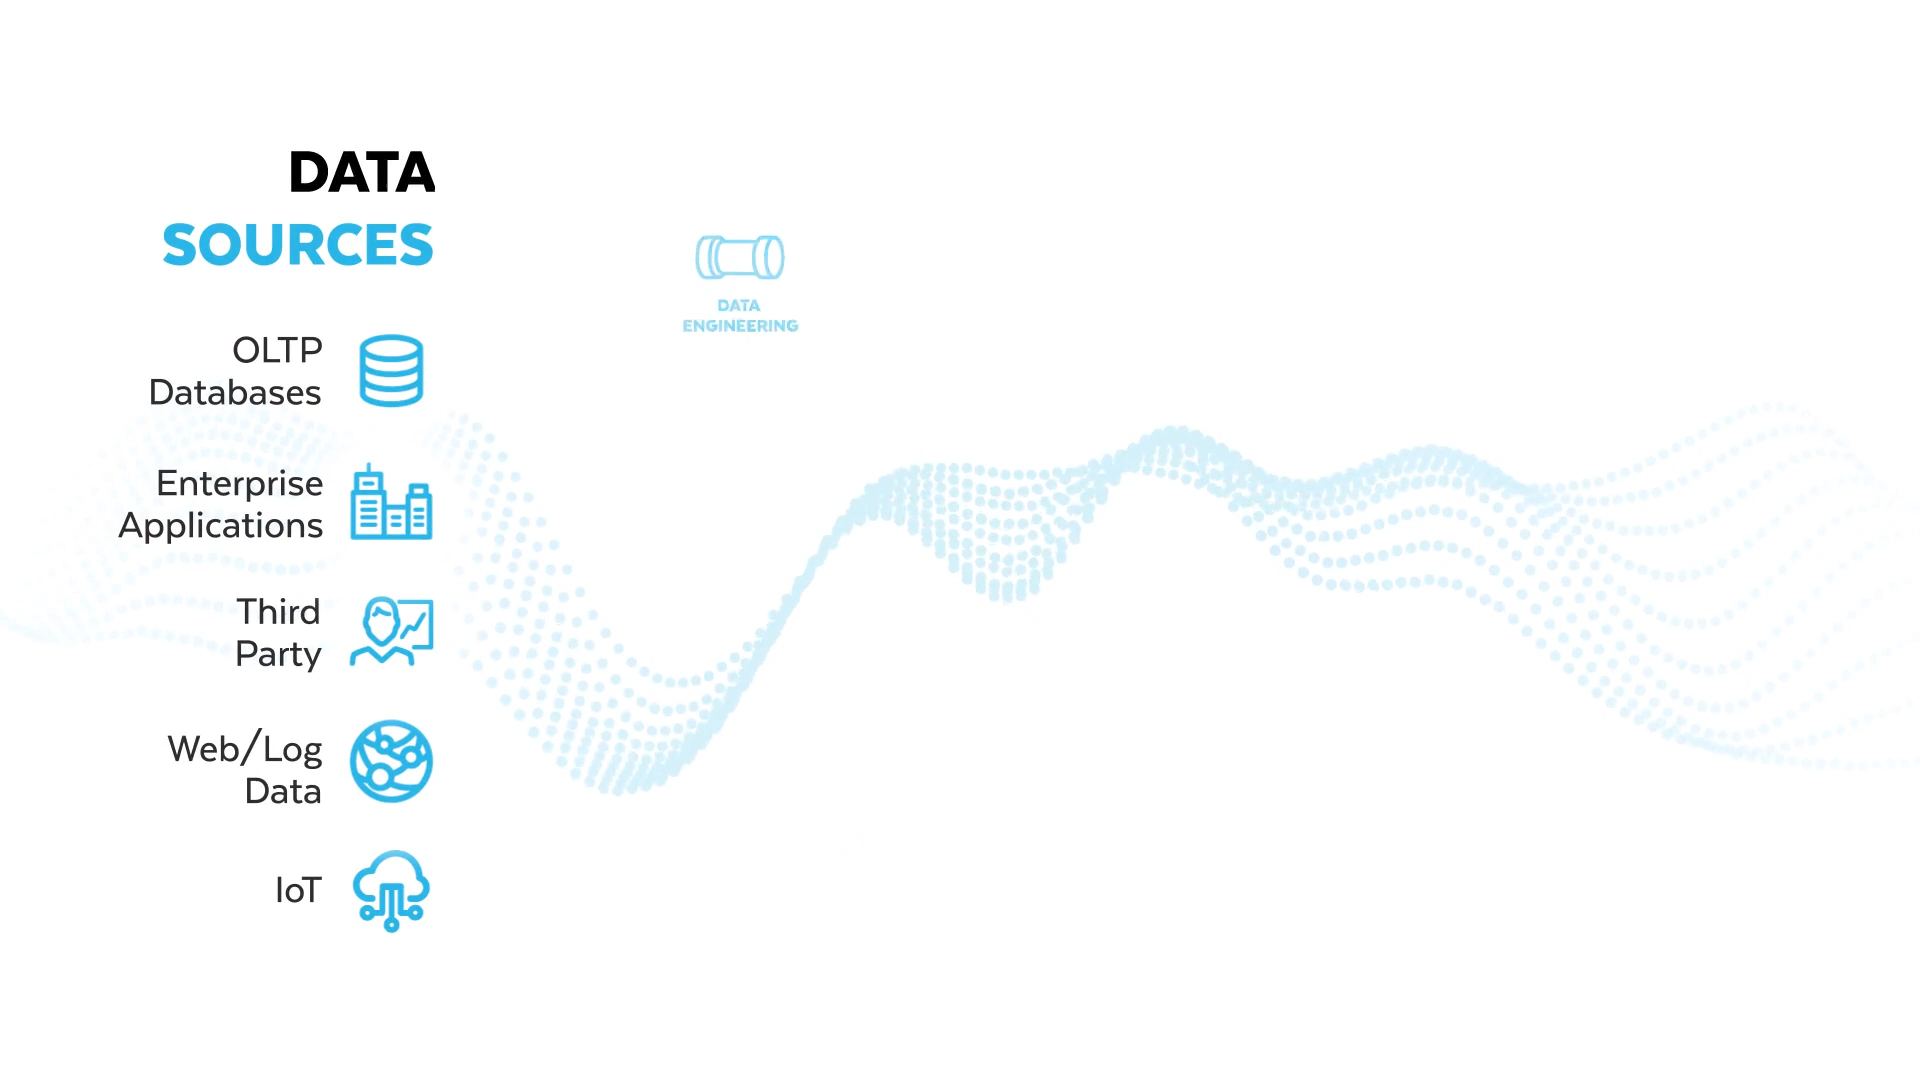 DATA
SOURCES
OLTP
Databases
Enterprise
Applications
Third
Party
Web/Log
Data
IoT
DATA
ENGINEERING